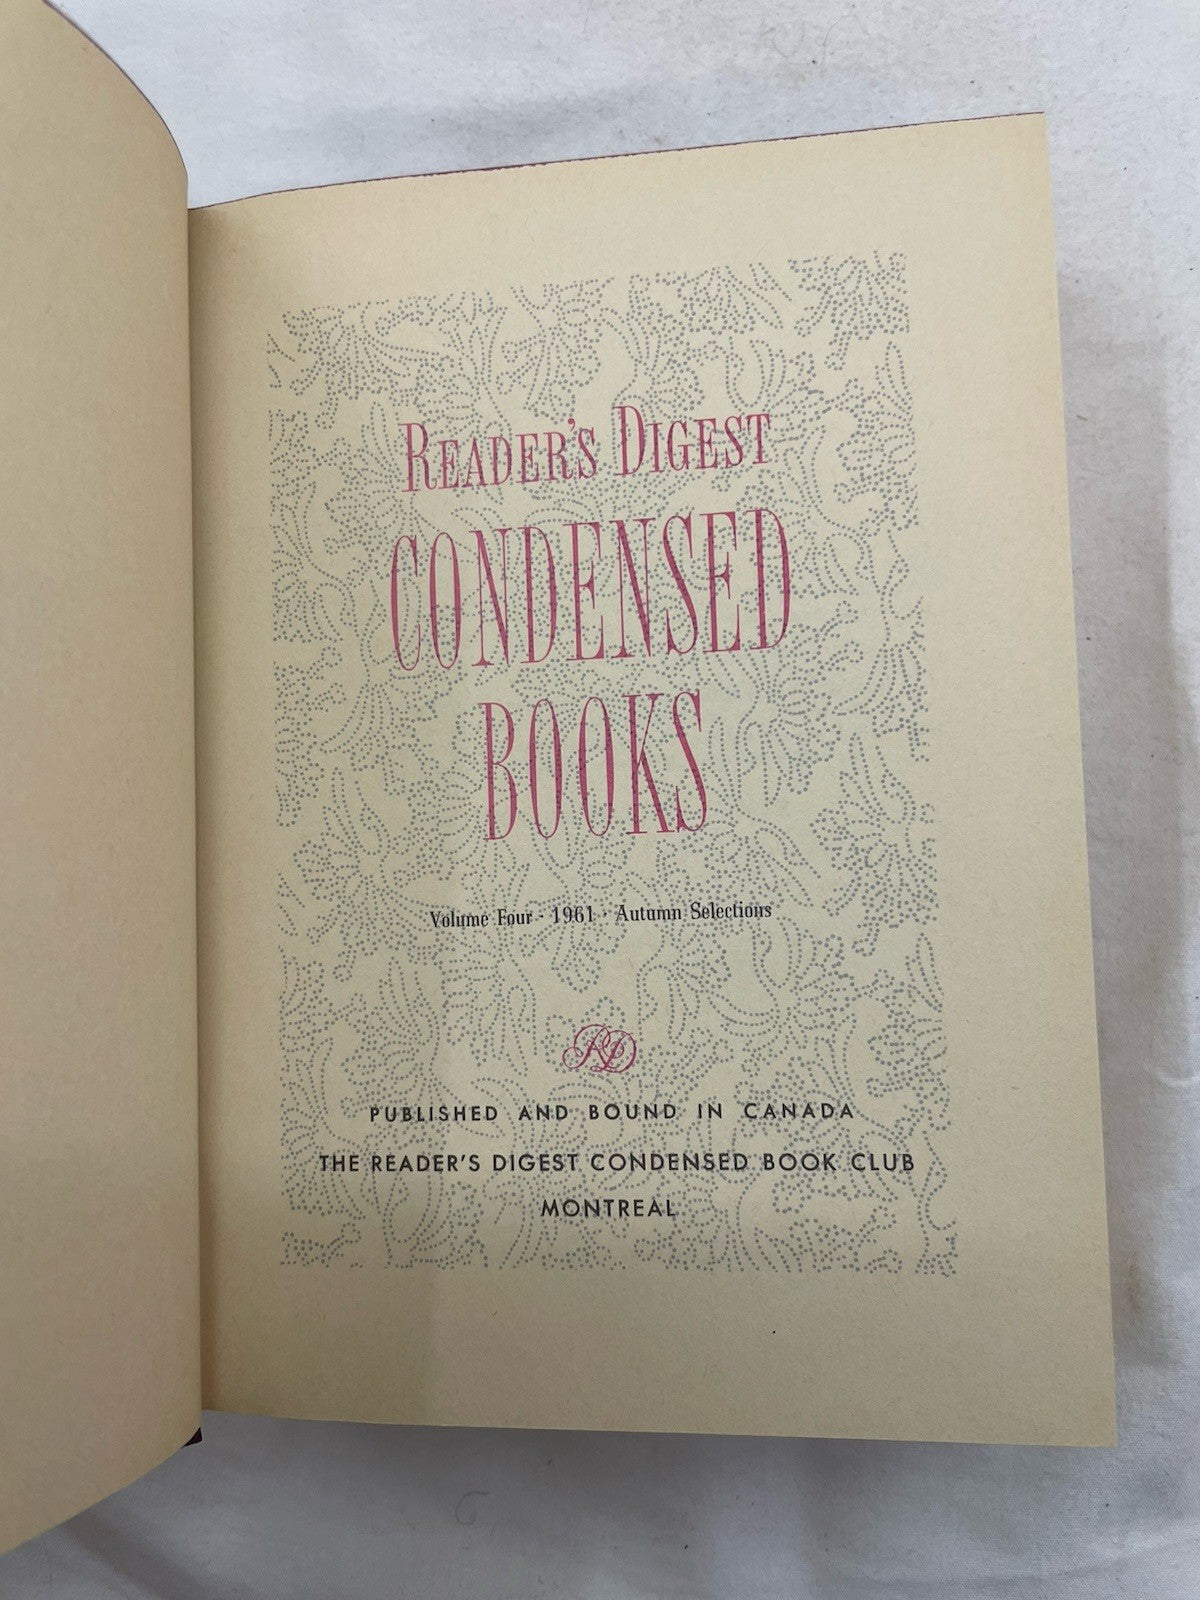 READER'S DIGEST
CONDENSED
BOOKS
Volume Four · 1961 · Autumn Selections
RD
PUBLISHED AND BOUND IN CANADA
THE READER'S DIGEST CONDENSED BOOK CLUB
MONTREAL